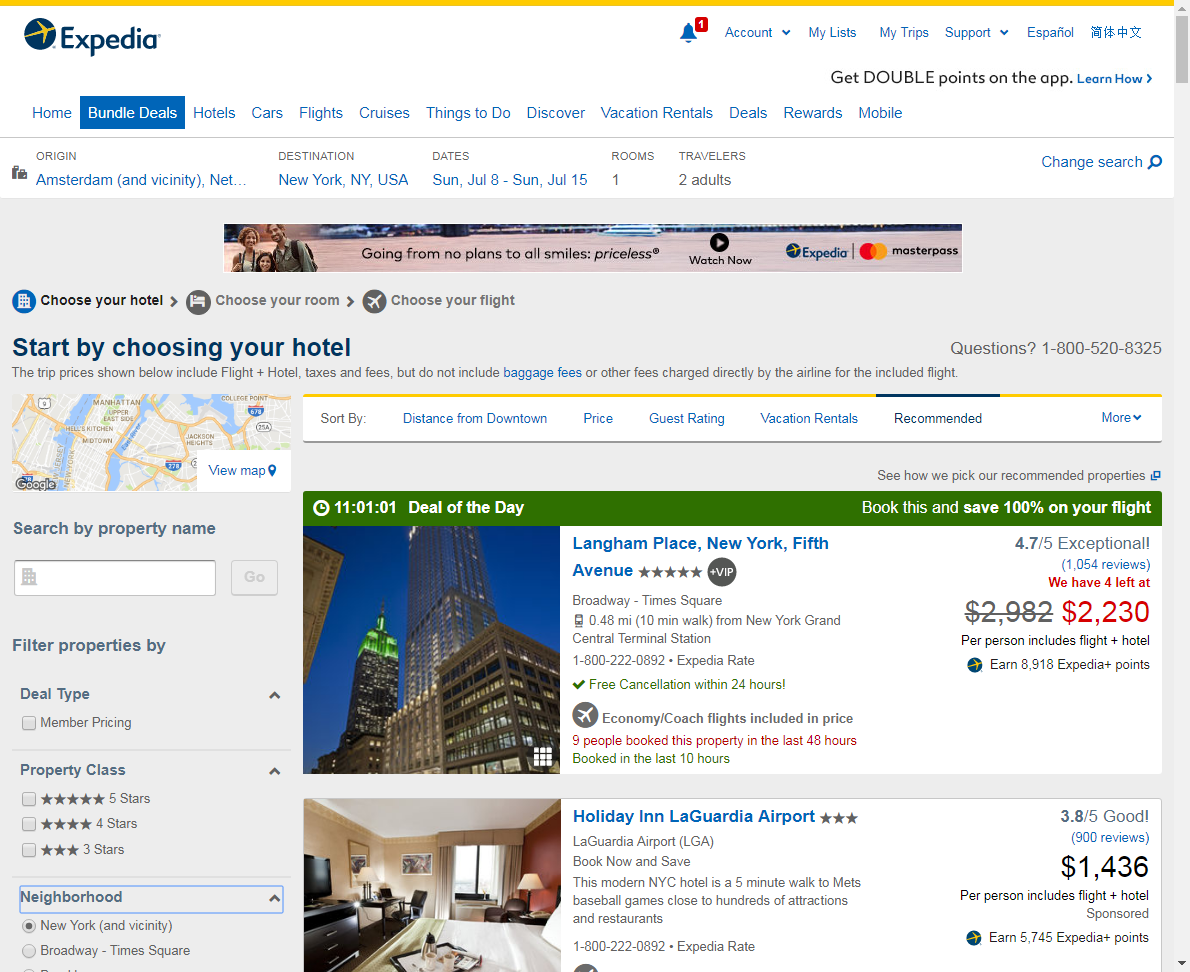 Expedia
1
Account
My Lists
My Trips
Support
Español
简体中文
Get DOUBLE points on the app. Learn How
Home
Bundle Deals
Hotels
Cars
Flights
Cruises
Things to Do
Discover
Vacation Rentals
Deals
Rewards
Mobile
ORIGIN
Amsterdam (and vicinity), Net...
DESTINATION
New York, NY, USA
DATES
Sun, Jul 8 - Sun, Jul 15
ROOMS
1
TRAVELERS
2 adults
Change search
Going from no plans to all smiles: priceless®
Watch Now
Expedia
masterpass
Choose your hotel
Choose your room
Choose your flight
Start by choosing your hotel
Questions? 1-800-520-8325
The trip prices shown below include Flight + Hotel, taxes and fees, but do not include baggage fees or other fees charged directly by the airline for the included flight.
9
MANHATTAN
UPPER
EAST SIDE
HELL'S KITCHEN
MIDTOWN
East River
COLLEGE POINT
678
25A
JACKSON
HEIGHTS
278
NEW YORK
Google
View map
Sort By:
Distance from Downtown
Price
Guest Rating
Vacation Rentals
Recommended
More
See how we pick our recommended properties
Search by property name
Go
Filter properties by
Deal Type
Member Pricing
Property Class
5 Stars
4 Stars
3 Stars
Neighborhood
New York (and vicinity)
Broadway - Times Square
11:01:01 Deal of the Day
Book this and save 100% on your flight
Langham Place, New York, Fifth
Avenue ★★★★★ +VIP
Broadway - Times Square
0.48 mi (10 min walk) from New York Grand
Central Terminal Station
1-800-222-0892 • Expedia Rate
Free Cancellation within 24 hours!
Economy/Coach flights included in price
9 people booked this property in the last 48 hours
Booked in the last 10 hours
4.7/5 Exceptional!
(1,054 reviews)
We have 4 left at
$2,982 $2,230
Per person includes flight + hotel
Earn 8,918 Expedia+ points
Holiday Inn LaGuardia Airport ★★★
LaGuardia Airport (LGA)
Book Now and Save
This modern NYC hotel is a 5 minute walk to Mets
baseball games close to hundreds of attractions
and restaurants
1-800-222-0892 • Expedia Rate
3.8/5 Good!
(900 reviews)
$1,436
Per person includes flight + hotel
Sponsored
Earn 5,745 Expedia+ points